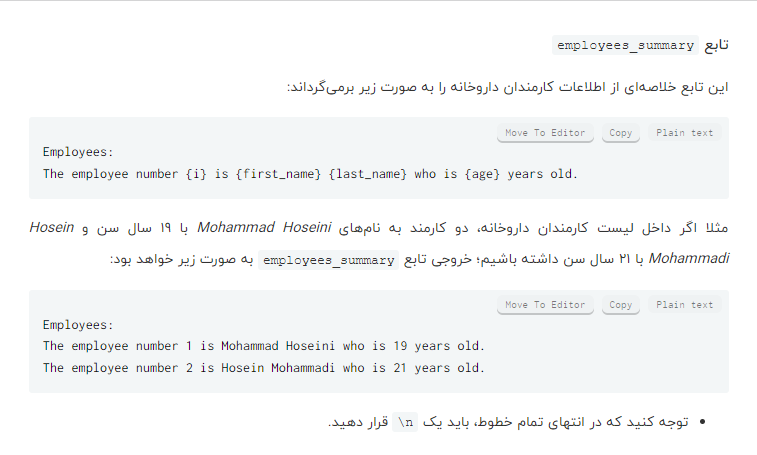 تابع employees_summary
این تابع خلاصه‌ای از اطلاعات کارمندان داروخانه را به صورت زیر برمی‌گرداند:
Move To Editor Copy Plain text
Employees:
The employee number {i} is {first_name} {last_name} who is {age} years old.
مثلا اگر داخل لیست کارمندان داروخانه، دو کارمند به نام‌های Mohammad Hoseini با ۱۹ سال سن و Hosein
Mohammadi با ۲۱ سال سن داشته باشیم؛ خروجی تابع employees_summary به صورت زیر خواهد بود:
Move To Editor Copy Plain text
Employees:
The employee number 1 is Mohammad Hoseini who is 19 years old.
The employee number 2 is Hosein Mohammadi who is 21 years old.
• توجه کنید که در انتهای تمام خطوط، باید یک \n قرار دهید.